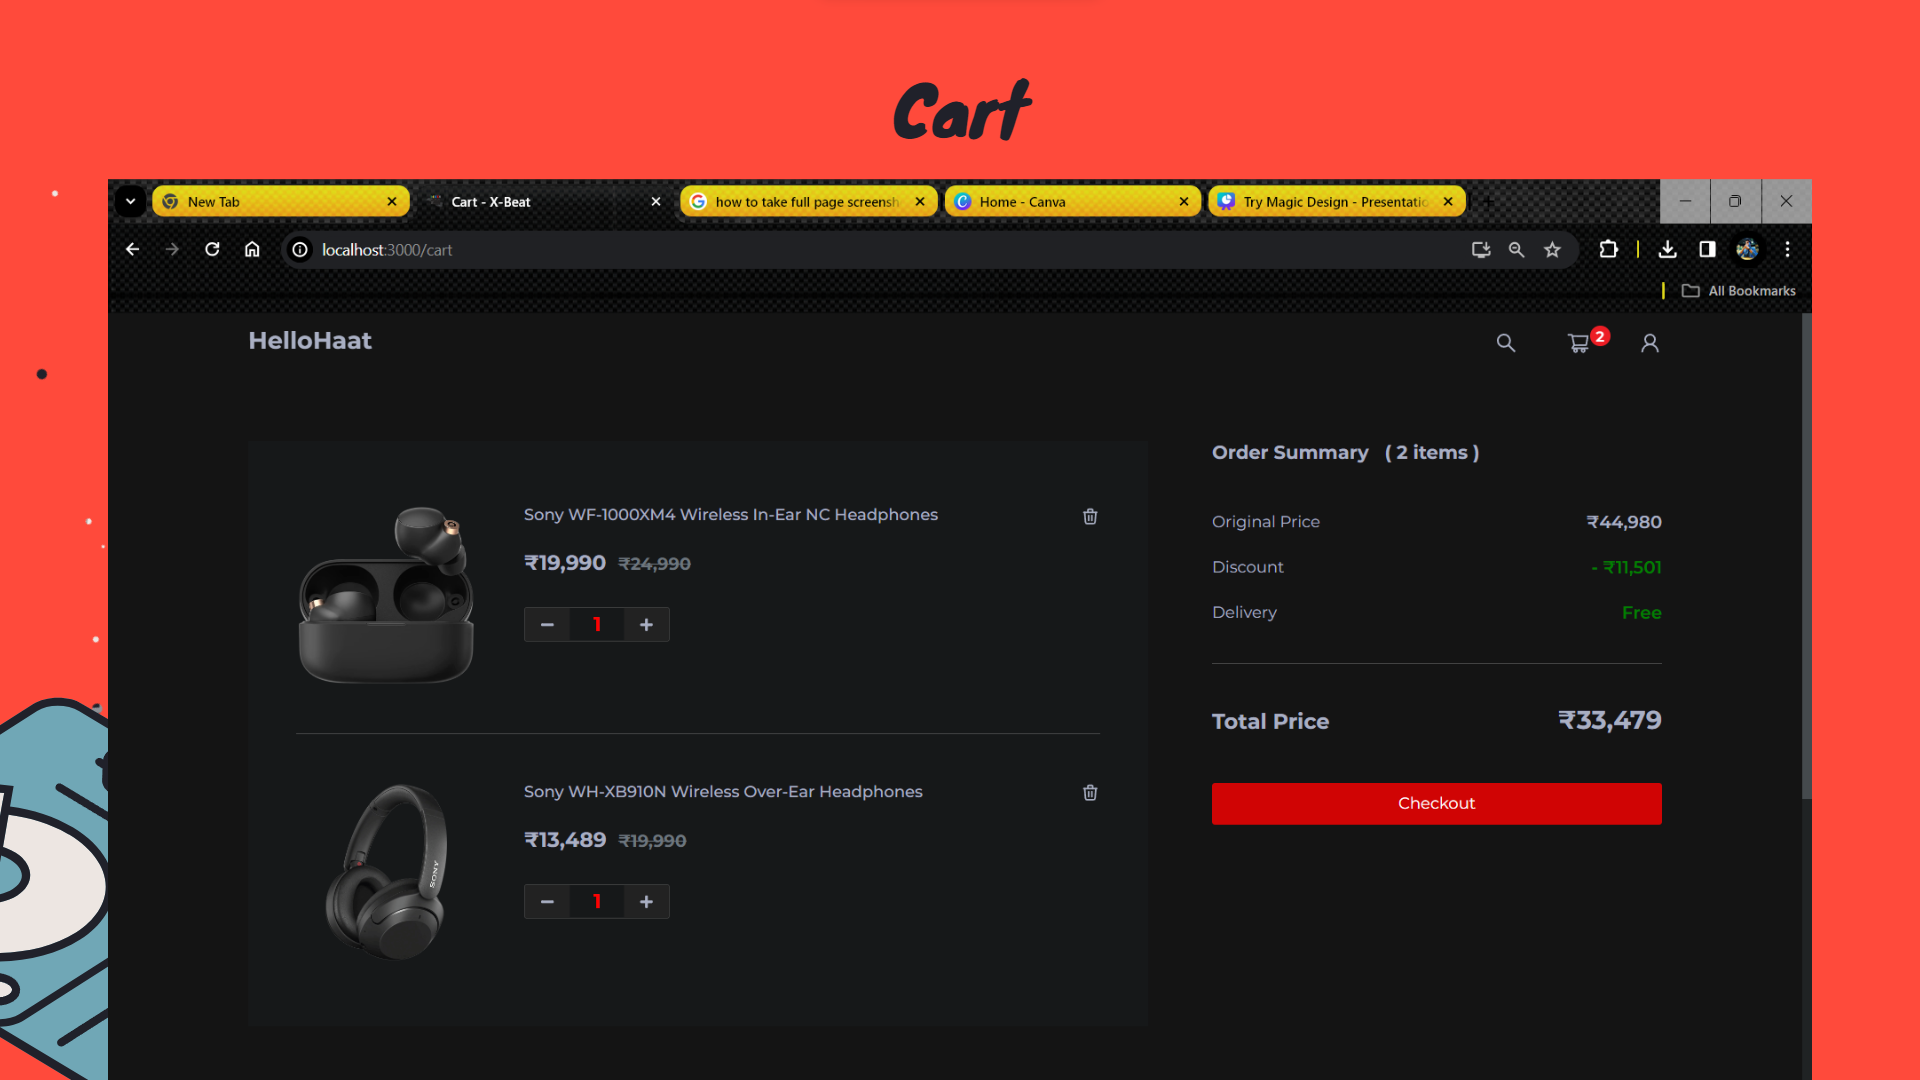 Cart
New Tab
Cart - X-Beat
how to take full page screensh
Home - Canva
Try Magic Design - Presentatio
localhost:3000/cart
All Bookmarks
HelloHaat
2
Sony WF-1000XM4 Wireless In-Ear NC Headphones
₹19,990 ₹24,990
− 1 +
Sony WH-XB910N Wireless Over-Ear Headphones
₹13,489 ₹19,990
− 1 +
SONY
Order Summary ( 2 items )
Original Price ₹44,980
Discount - ₹11,501
Delivery Free
Total Price ₹33,479
Checkout